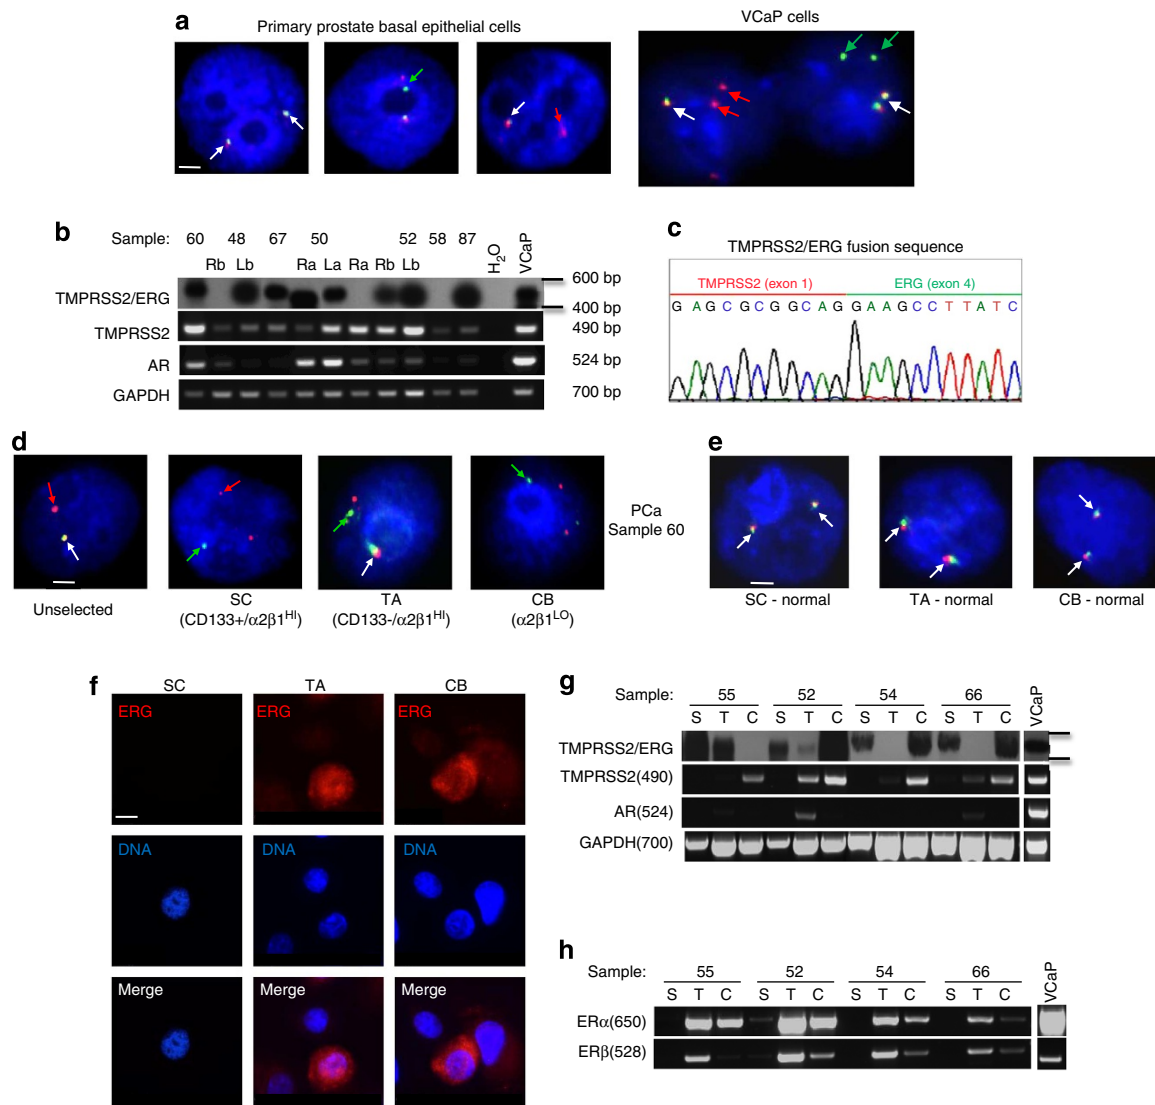 a
Primary prostate basal epithelial cells
VCaP cells
b
Sample: 60 48 67 50 52 58 87 H2O VCaP
Rb Lb Ra La Ra Rb Lb
TMPRSS2/ERG
600 bp
400 bp
TMPRSS2
490 bp
AR
524 bp
GAPDH
700 bp
c
TMPRSS2/ERG fusion sequence
TMPRSS2 (exon 1) ERG (exon 4)
G A G C G C G G C A G G A A G C C T T A T C
d
Unselected
SC
(CD133+/α2β1HI)
TA
(CD133-/α2β1HI)
CB
(α2β1LO)
PCa
Sample 60
e
SC - normal
TA - normal
CB - normal
f
SC TA CB
ERG ERG ERG
DNA DNA DNA
Merge Merge Merge
g
Sample: 55 52 54 66 VCaP
S T C S T C S T C S T C
TMPRSS2/ERG
TMPRSS2(490)
AR(524)
GAPDH(700)
h
Sample: 55 52 54 66 VCaP
S T C S T C S T C S T C
ERα(650)
ERβ(528)